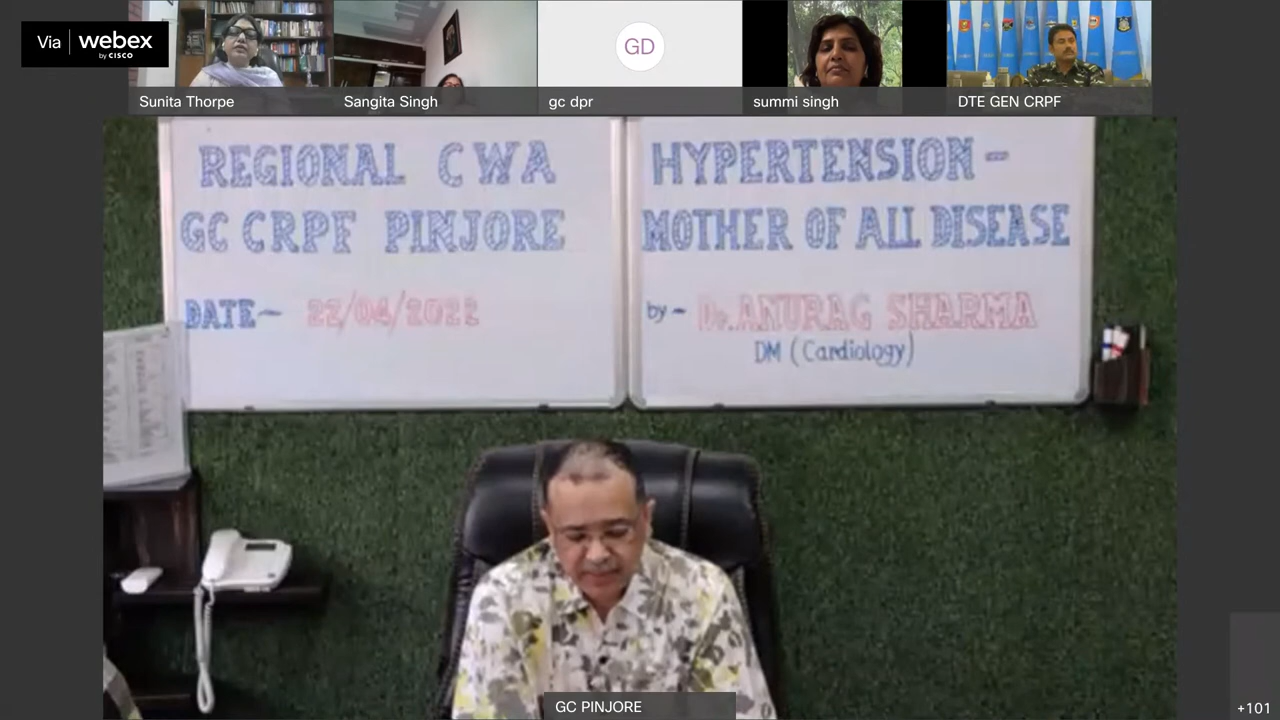 Via webex
by CISCO
Sunita Thorpe
Sangita Singh
GD
gc dpr
summi singh
DTE GEN CRPF
REGIONAL CWA
GC CRPF PINJORE
DATE~ 22/04/2022
HYPERTENSION-
MOTHER OF ALL DISEASE
by - Dr. ANURAG SHARMA
DM (Cardiology)
GC PINJORE
+101